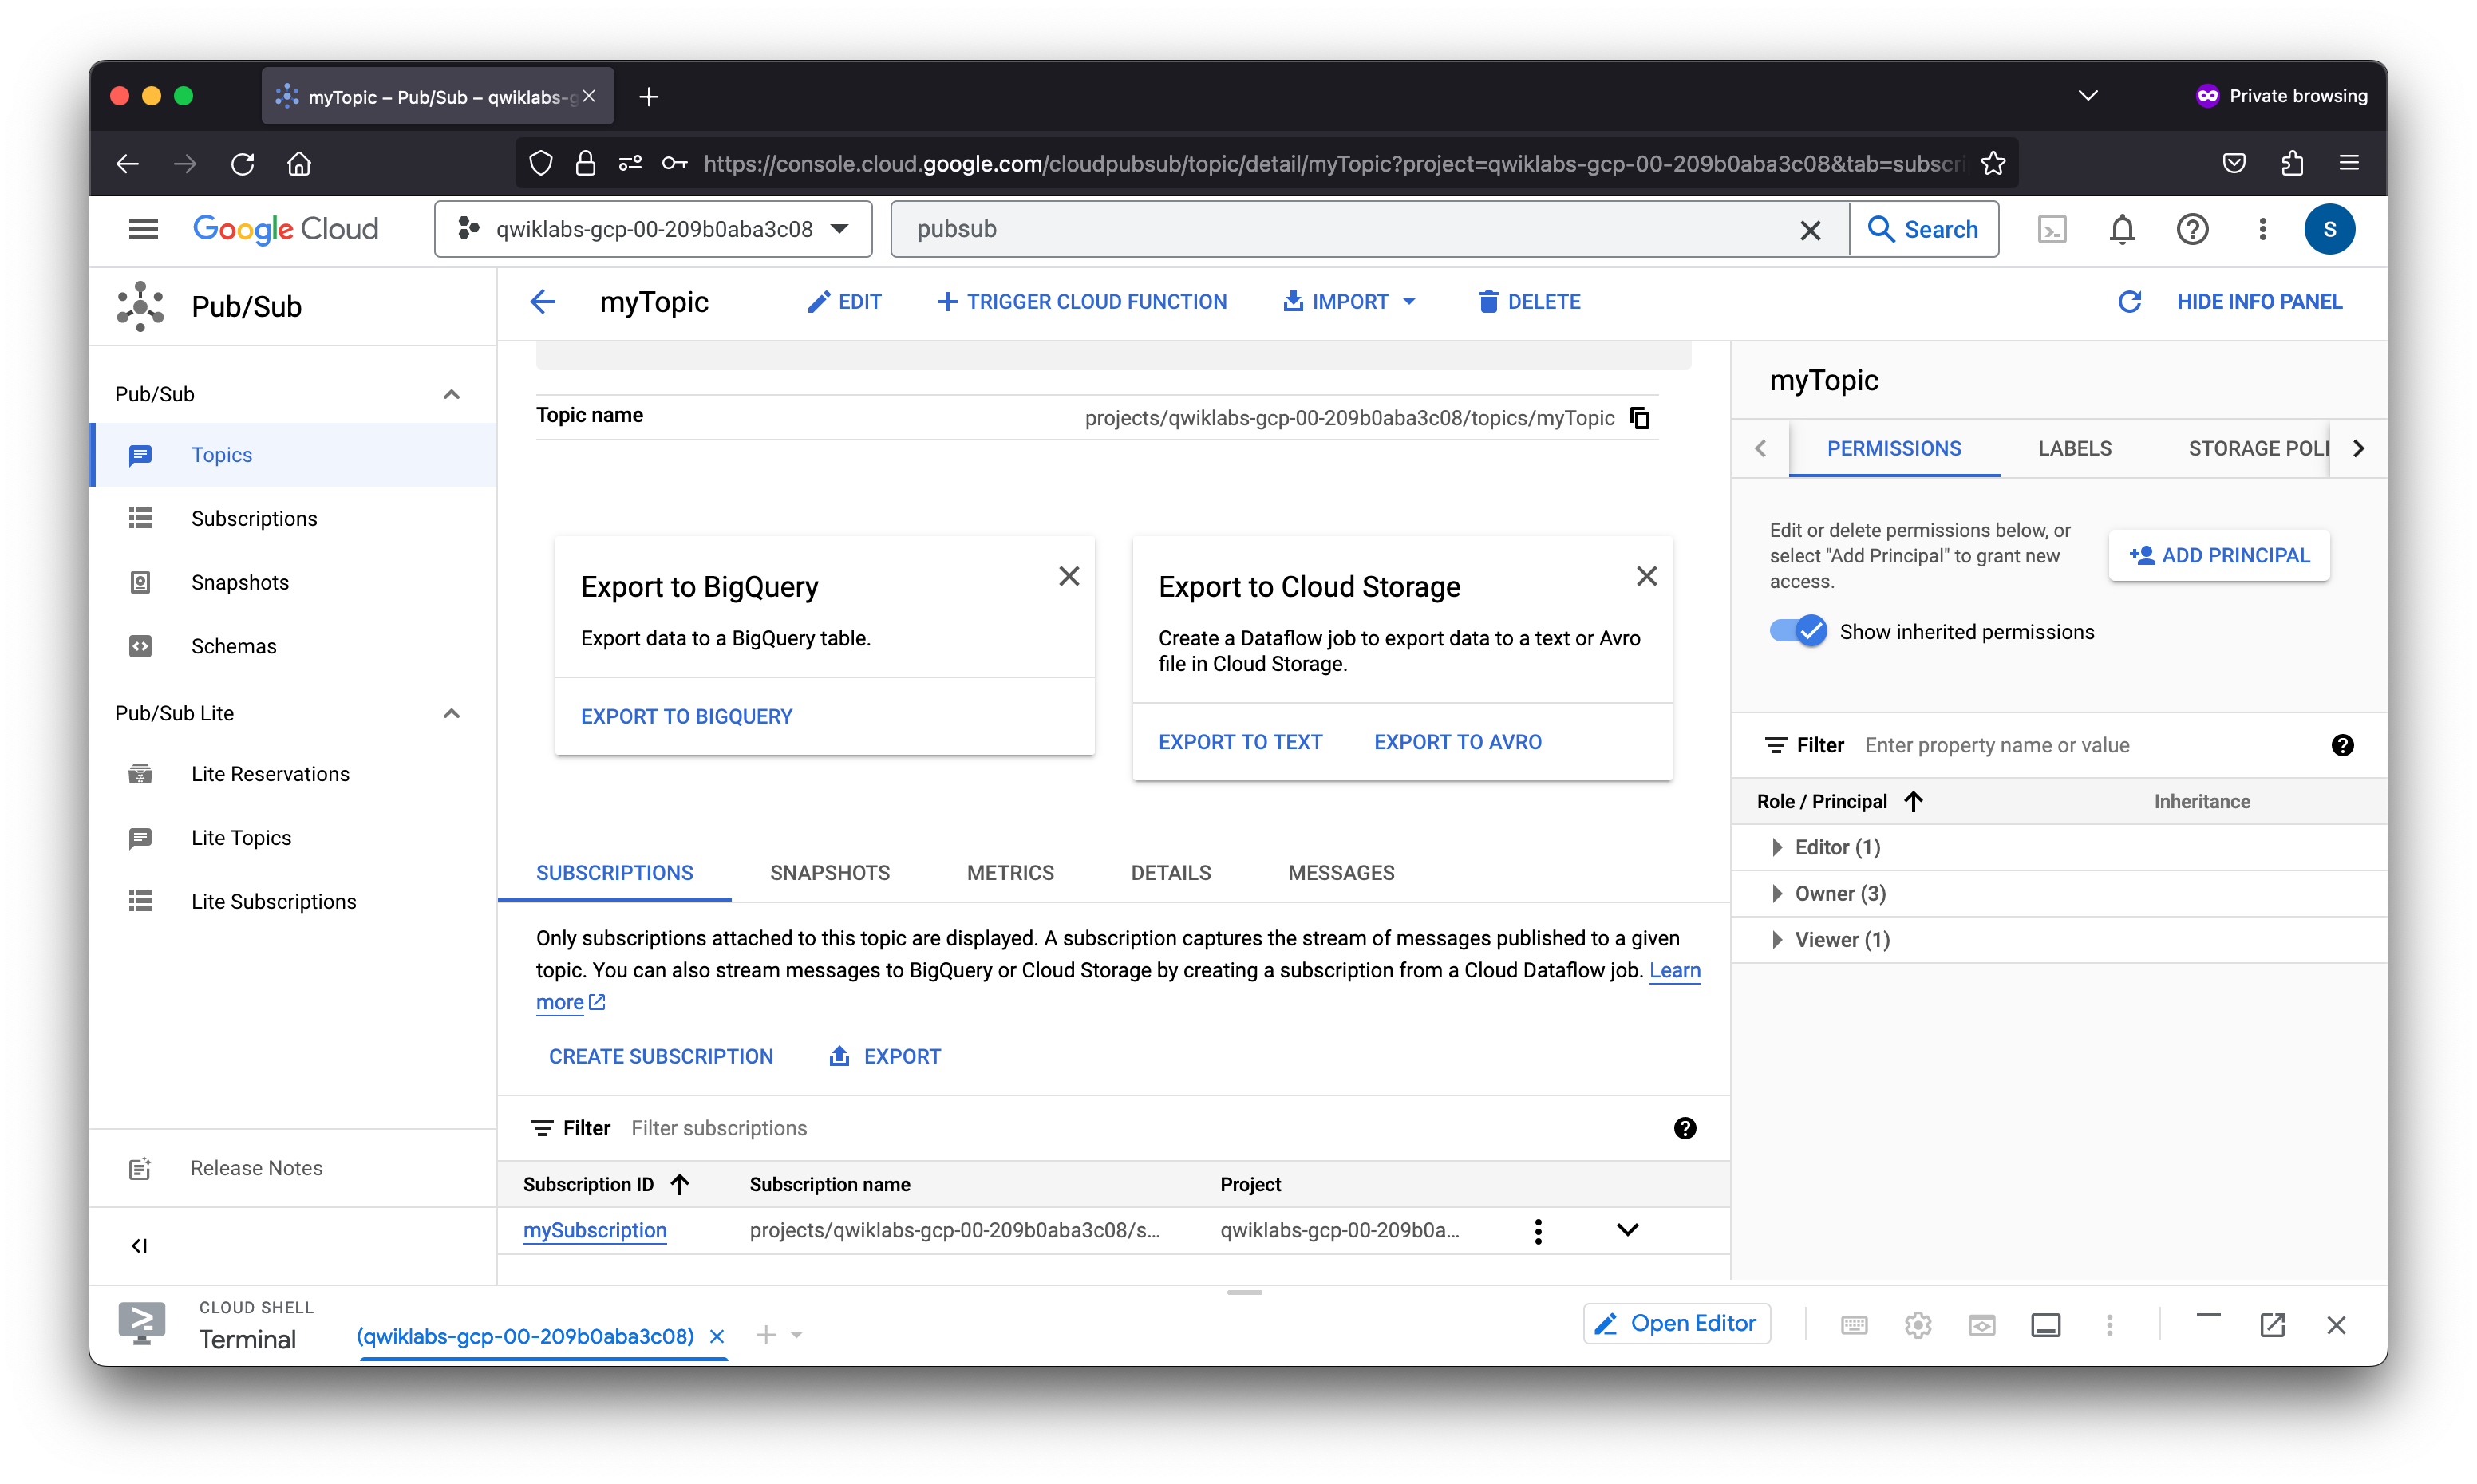 myTopic – Pub/Sub – qwiklabs-g
Private browsing
https://console.cloud.google.com/cloudpubsub/topic/detail/myTopic?project=qwiklabs-gcp-00-209b0aba3c08&tab=subscri
Google Cloud
qwiklabs-gcp-00-209b0aba3c08
pubsub
Search
S
Pub/Sub
myTopic
EDIT
TRIGGER CLOUD FUNCTION
IMPORT
DELETE
HIDE INFO PANEL
Pub/Sub
Topics
Subscriptions
Snapshots
Schemas
Pub/Sub Lite
Lite Reservations
Lite Topics
Lite Subscriptions
Release Notes
Topic name
projects/qwiklabs-gcp-00-209b0aba3c08/topics/myTopic
Export to BigQuery
Export data to a BigQuery table.
EXPORT TO BIGQUERY
Export to Cloud Storage
Create a Dataflow job to export data to a text or Avro
file in Cloud Storage.
EXPORT TO TEXT
EXPORT TO AVRO
SUBSCRIPTIONS
SNAPSHOTS
METRICS
DETAILS
MESSAGES
Only subscriptions attached to this topic are displayed. A subscription captures the stream of messages published to a given
topic. You can also stream messages to BigQuery or Cloud Storage by creating a subscription from a Cloud Dataflow job. Learn
more
CREATE SUBSCRIPTION
EXPORT
Filter
Filter subscriptions
Subscription ID
Subscription name
Project
mySubscription
projects/qwiklabs-gcp-00-209b0aba3c08/s...
qwiklabs-gcp-00-209b0a...
myTopic
PERMISSIONS
LABELS
STORAGE POLI
Edit or delete permissions below, or
select "Add Principal" to grant new
access.
ADD PRINCIPAL
Show inherited permissions
Filter
Enter property name or value
Role / Principal
Inheritance
Editor (1)
Owner (3)
Viewer (1)
CLOUD SHELL
Terminal
(qwiklabs-gcp-00-209b0aba3c08)
Open Editor